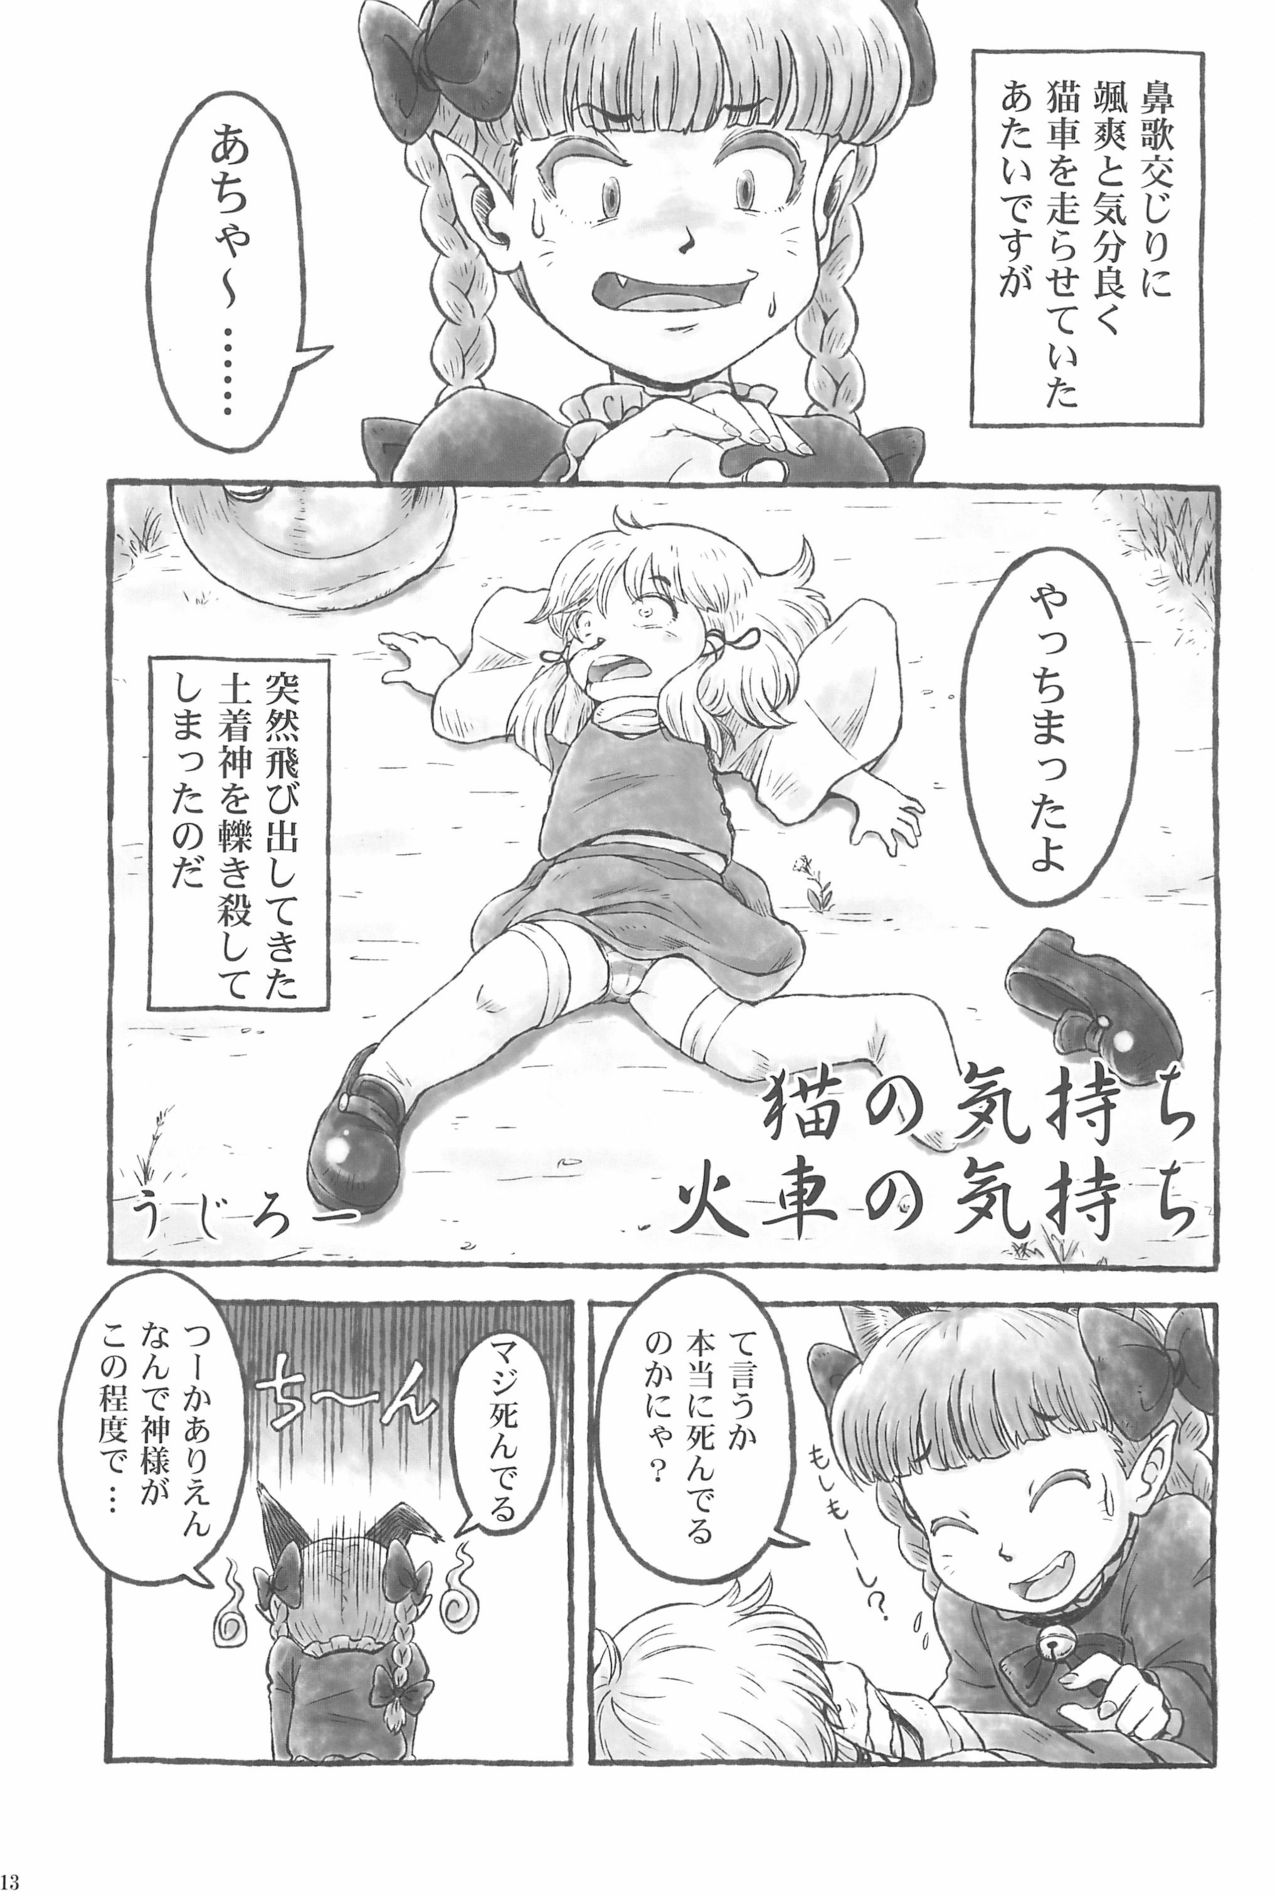 鼻歌交じりに
颯爽と気分良く
猫車を走らせていた
あたいですが
あちゃ～……
やっちまったよ
突然飛び出してきた
土着神を轢き殺して
しまったのだ
猫の気持ち
火車の気持ち
うじろー
て言うか
本当に死んでる
のかにゃ？
もしもーし？
マジ死んでる
ち～ん
つーかありえん
なんで神様が
この程度で…
13